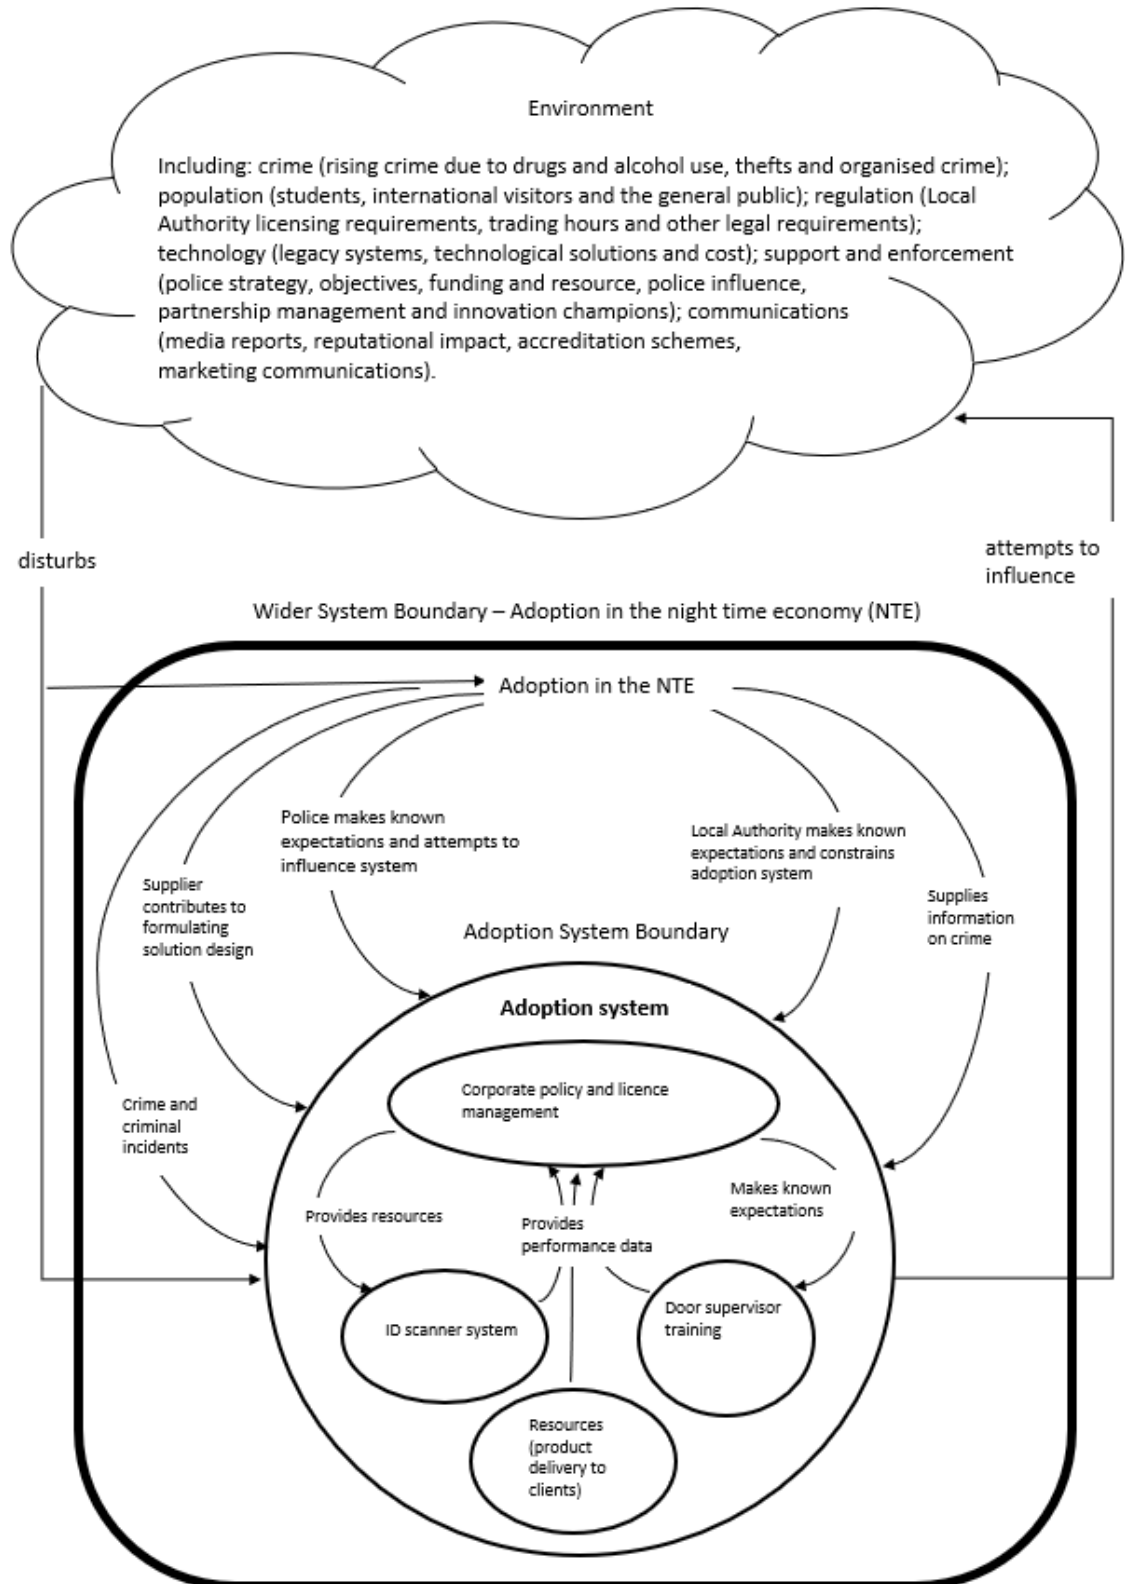 Environment
Including: crime (rising crime due to drugs and alcohol use, thefts and organised crime);
population (students, international visitors and the general public); regulation (Local
Authority licensing requirements, trading hours and other legal requirements);
technology (legacy systems, technological solutions and cost); support and enforcement
(police strategy, objectives, funding and resource, police influence,
partnership management and innovation champions); communications
(media reports, reputational impact, accreditation schemes,
marketing communications).
disturbs
attempts to
influence
Wider System Boundary – Adoption in the night time economy (NTE)
Adoption in the NTE
Police makes known
expectations and attempts to
influence system
Local Authority makes known
expectations and constrains
adoption system
Supplier
contributes to
formulating
solution design
Supplies
information
on crime
Adoption System Boundary
Adoption system
Corporate policy and licence
management
Crime and
criminal
incidents
Provides resources
Provides
performance data
Makes known
expectations
ID scanner system
Door supervisor
training
Resources
(product
delivery to
clients)